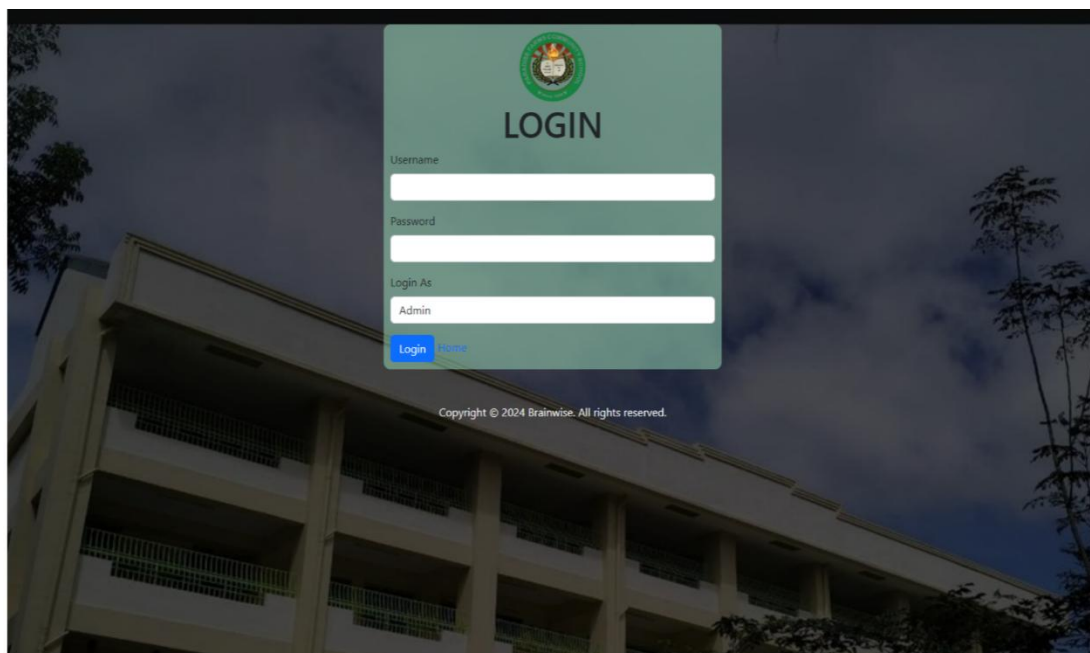 LOGIN
Username
Password
Login As
Admin
Login Home
Copyright © 2024 Brainwise. All rights reserved.